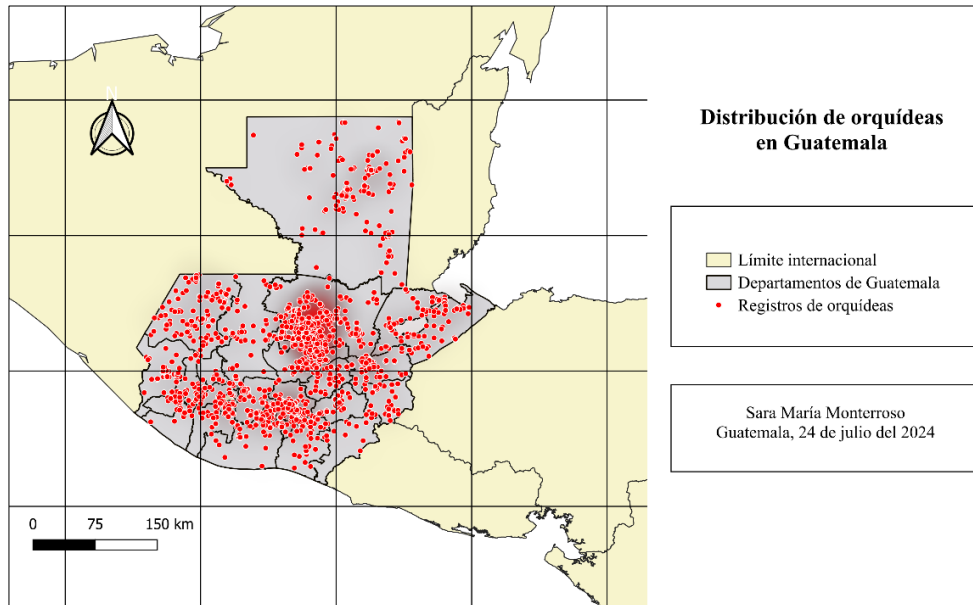 N
Distribución de orquídeas
en Guatemala
Límite internacional
Departamentos de Guatemala
Registros de orquídeas
Sara María Monterroso
Guatemala, 24 de julio del 2024
0 75 150 km